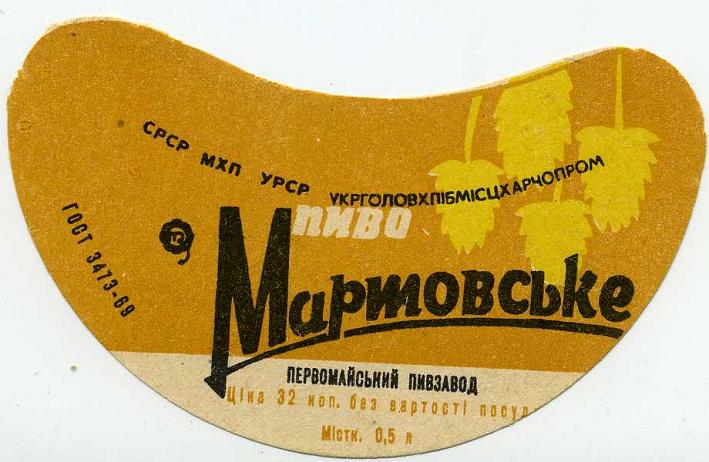 СРСР МХП УРСР УКРГОЛОВХЛІБМІСЦХАРЧОПРОМ
ГОСТ 3473-69
пиво
Мартовське
ПЕРВОМАЙСЬКИЙ ПИВЗАВОД
Ціна 32 коп. без вартості посуд
Містк. 0,5 л